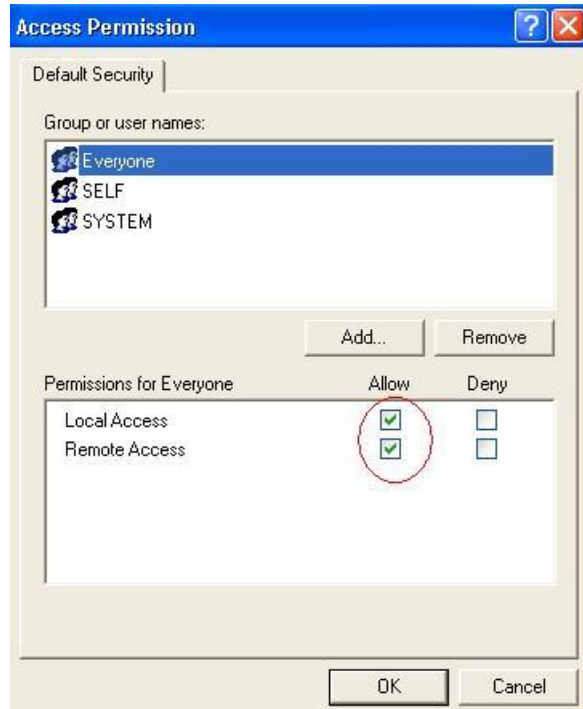 Access Permission
Default Security
Group or user names:
Everyone
SELF
SYSTEM
Add... Remove
Permissions for Everyone Allow Deny
Local Access
Remote Access
OK Cancel